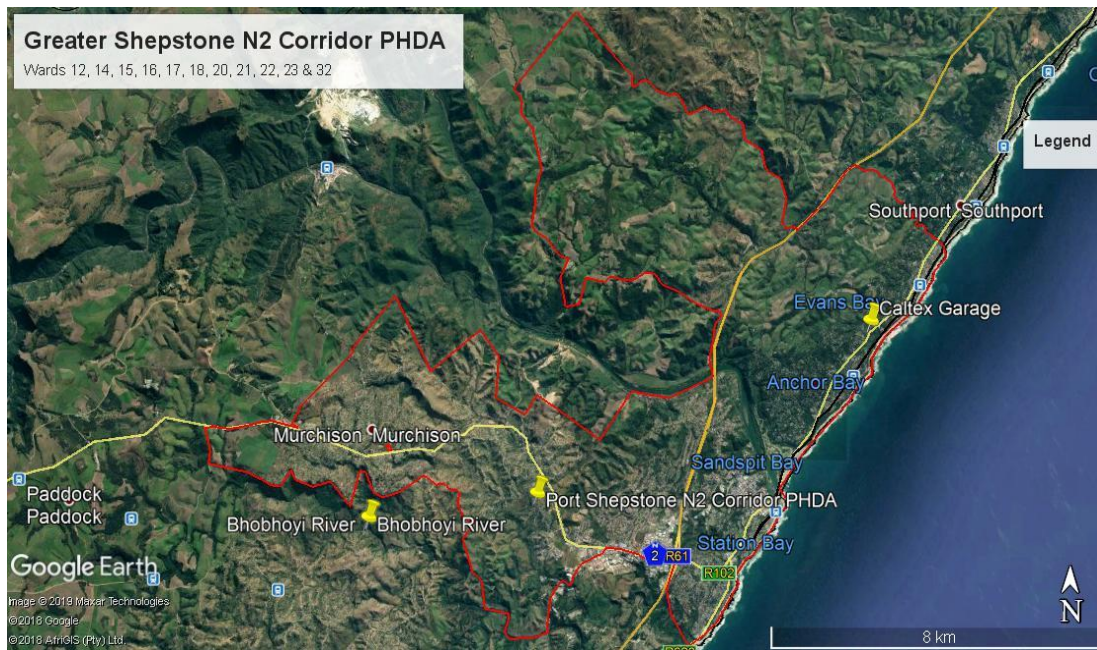 Greater Shepstone N2 Corridor PHDA
Wards 12, 14, 15, 16, 17, 18, 20, 21, 22, 23 & 32
Legend
Southport Southport
Evans Bay
Caltex Garage
Anchor Bay
Murchison Murchison
Sandspit Bay
Paddock
Paddock
Port Shepstone N2 Corridor PHDA
Bhobhoyi River Bhobhoyi River
Station Bay
2 R61
R102
Google Earth
Image © 2019 Maxar Technologies
©2018 Google
©2018 AfriGIS (Pty) Ltd
N
8 km